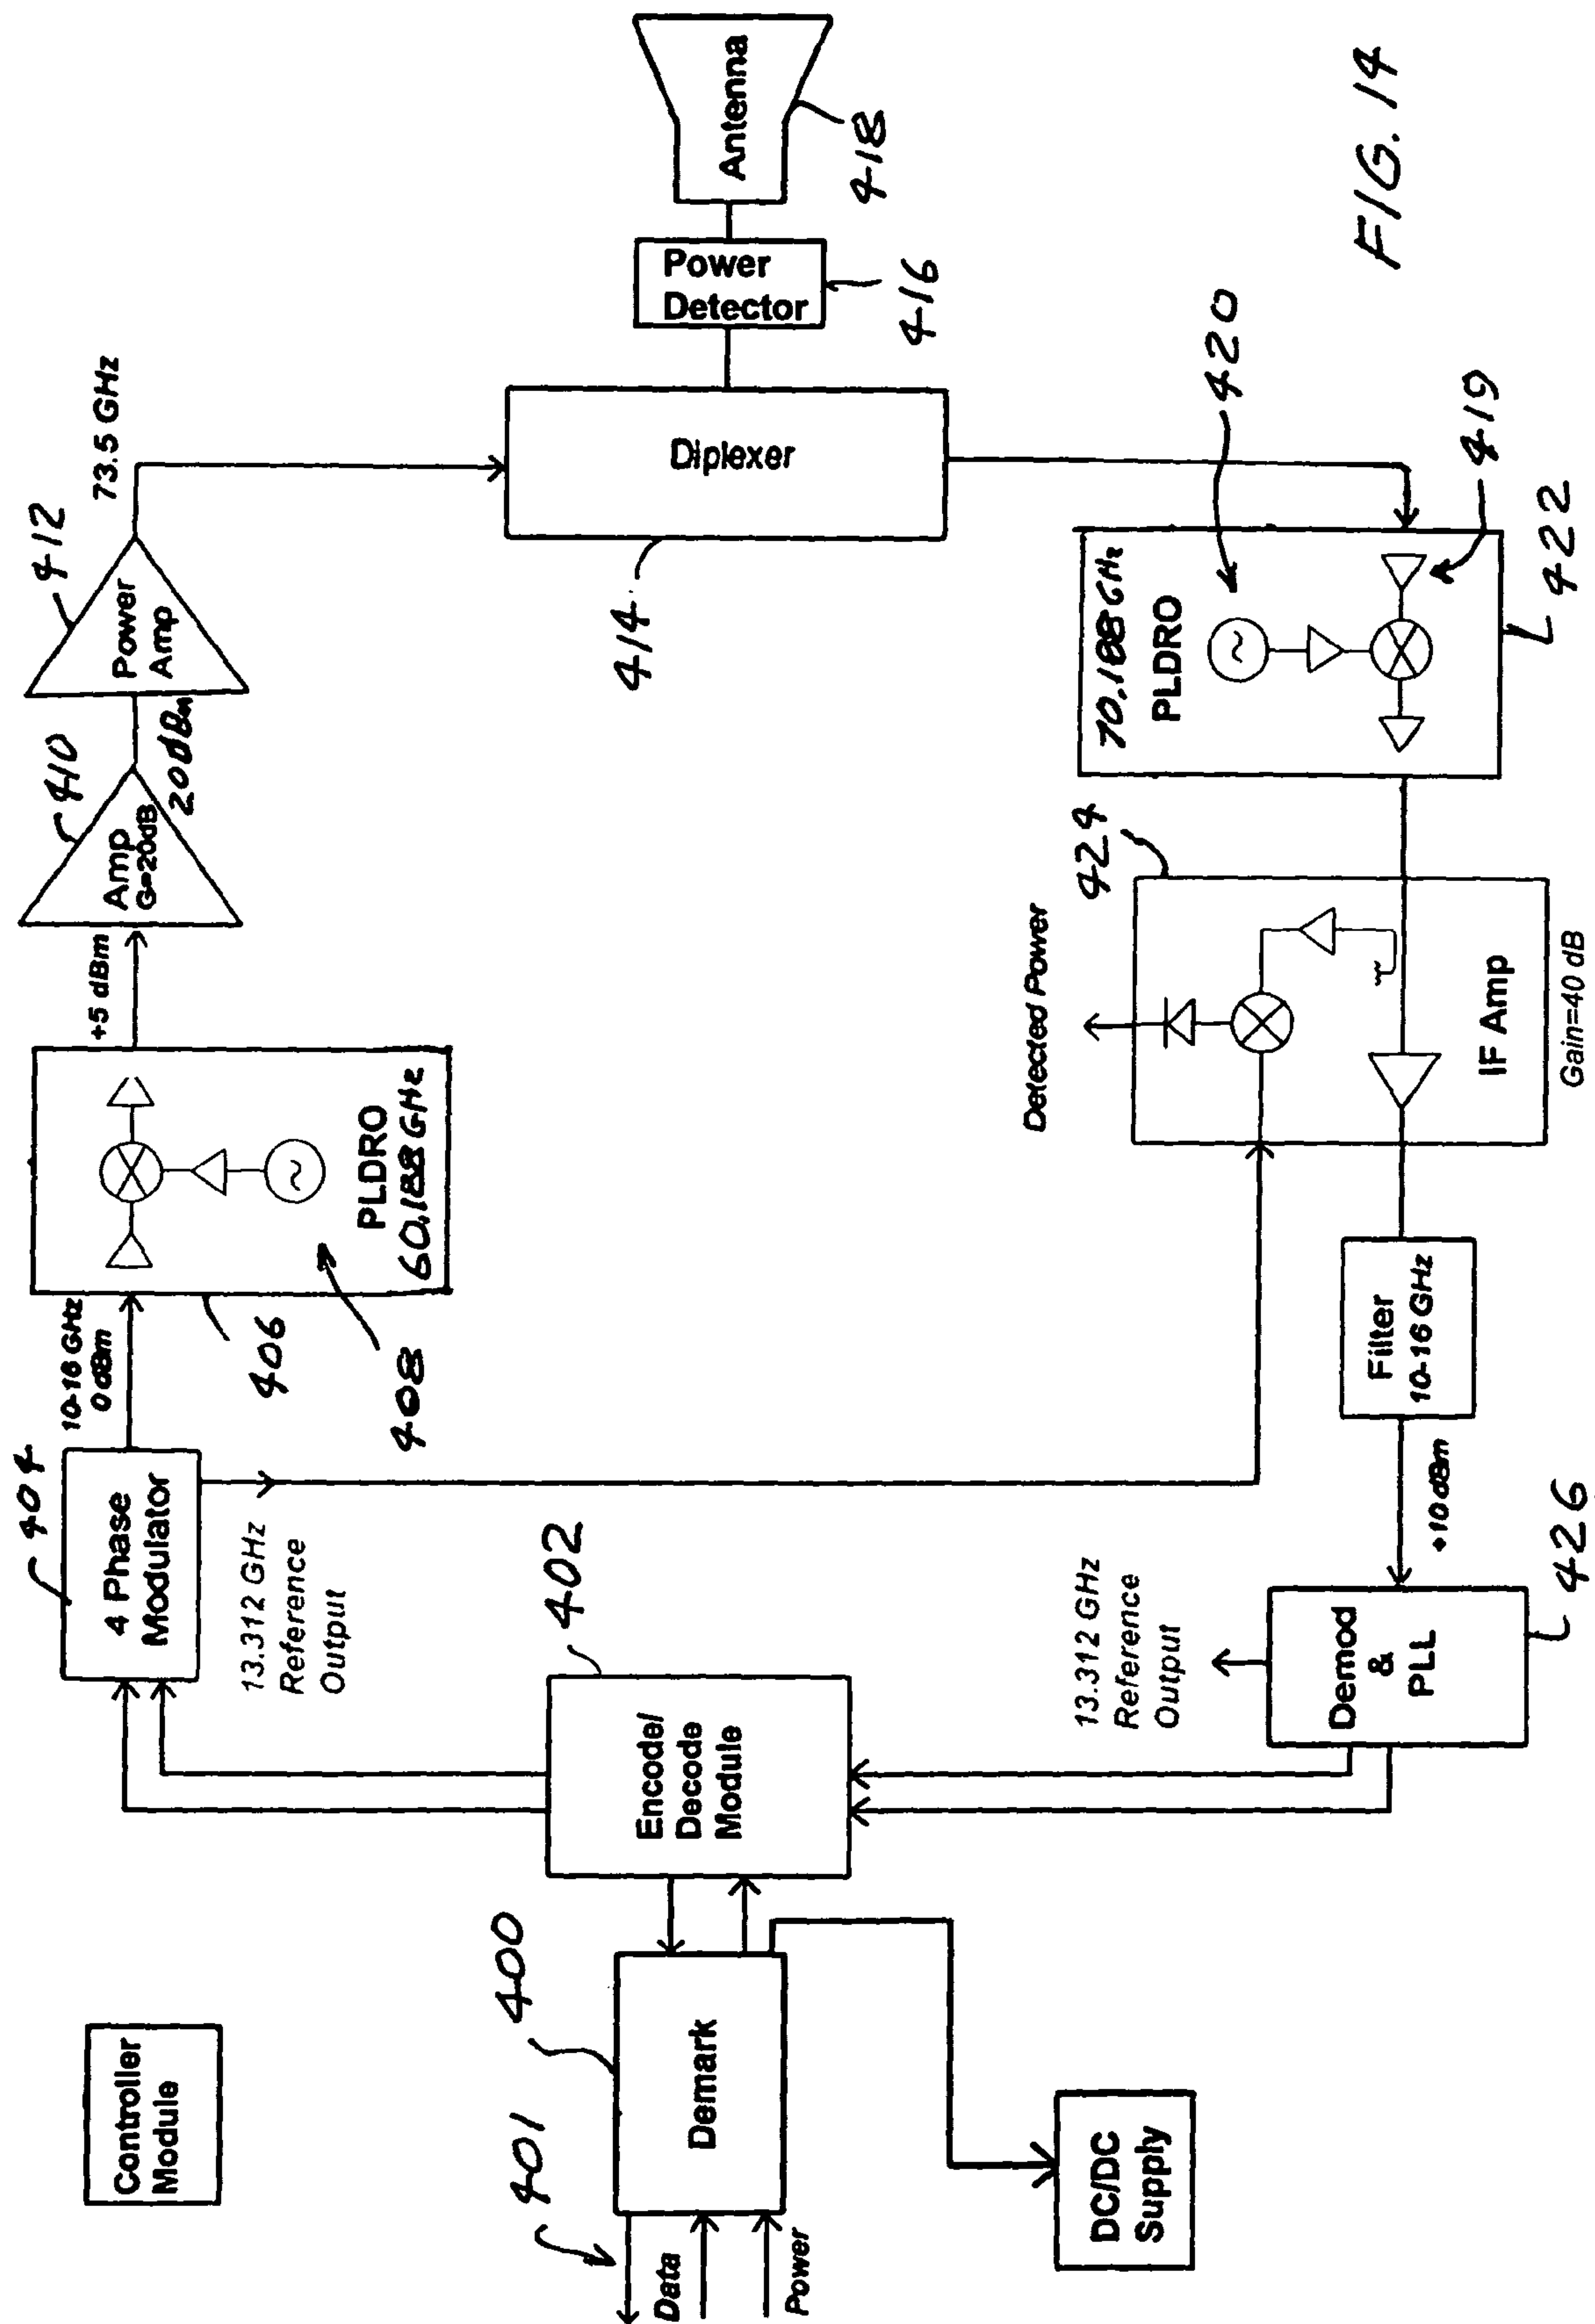 Controller
Module
401
Data
Power
400
Demark
DC/DC
Supply
402
Encode/
Decode
Module
404
4 Phase
Modulator
13.312 GHz
Reference
Output
10-16 GHz
0 dBm
406
408
PLDRO
60.188 GHz
+5 dBm
410
Amp
G=20dB
20 dBm
412
Power
Amp
73.5 GHz
414
Diplexer
416
Power
Detector
418
Antenna
420
419
422
70.188 GHz
PLDRO
424
Detected Power
IF Amp
Gain=40 dB
Filter
10-16 GHz
+10 dBm
426
Demod
&
PLL
13.312 GHz
Reference
Output
FIG. 14